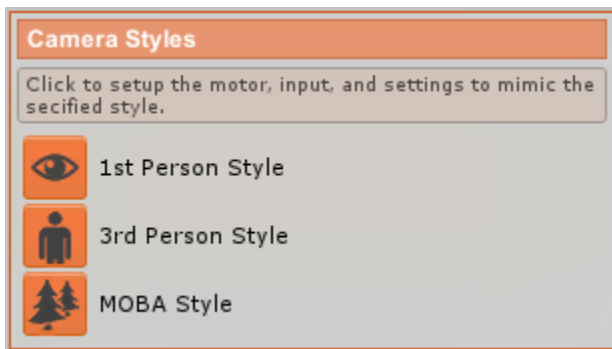 Camera Styles
Click to setup the motor, input, and settings to mimic the
secified style.
1st Person Style
3rd Person Style
MOBA Style